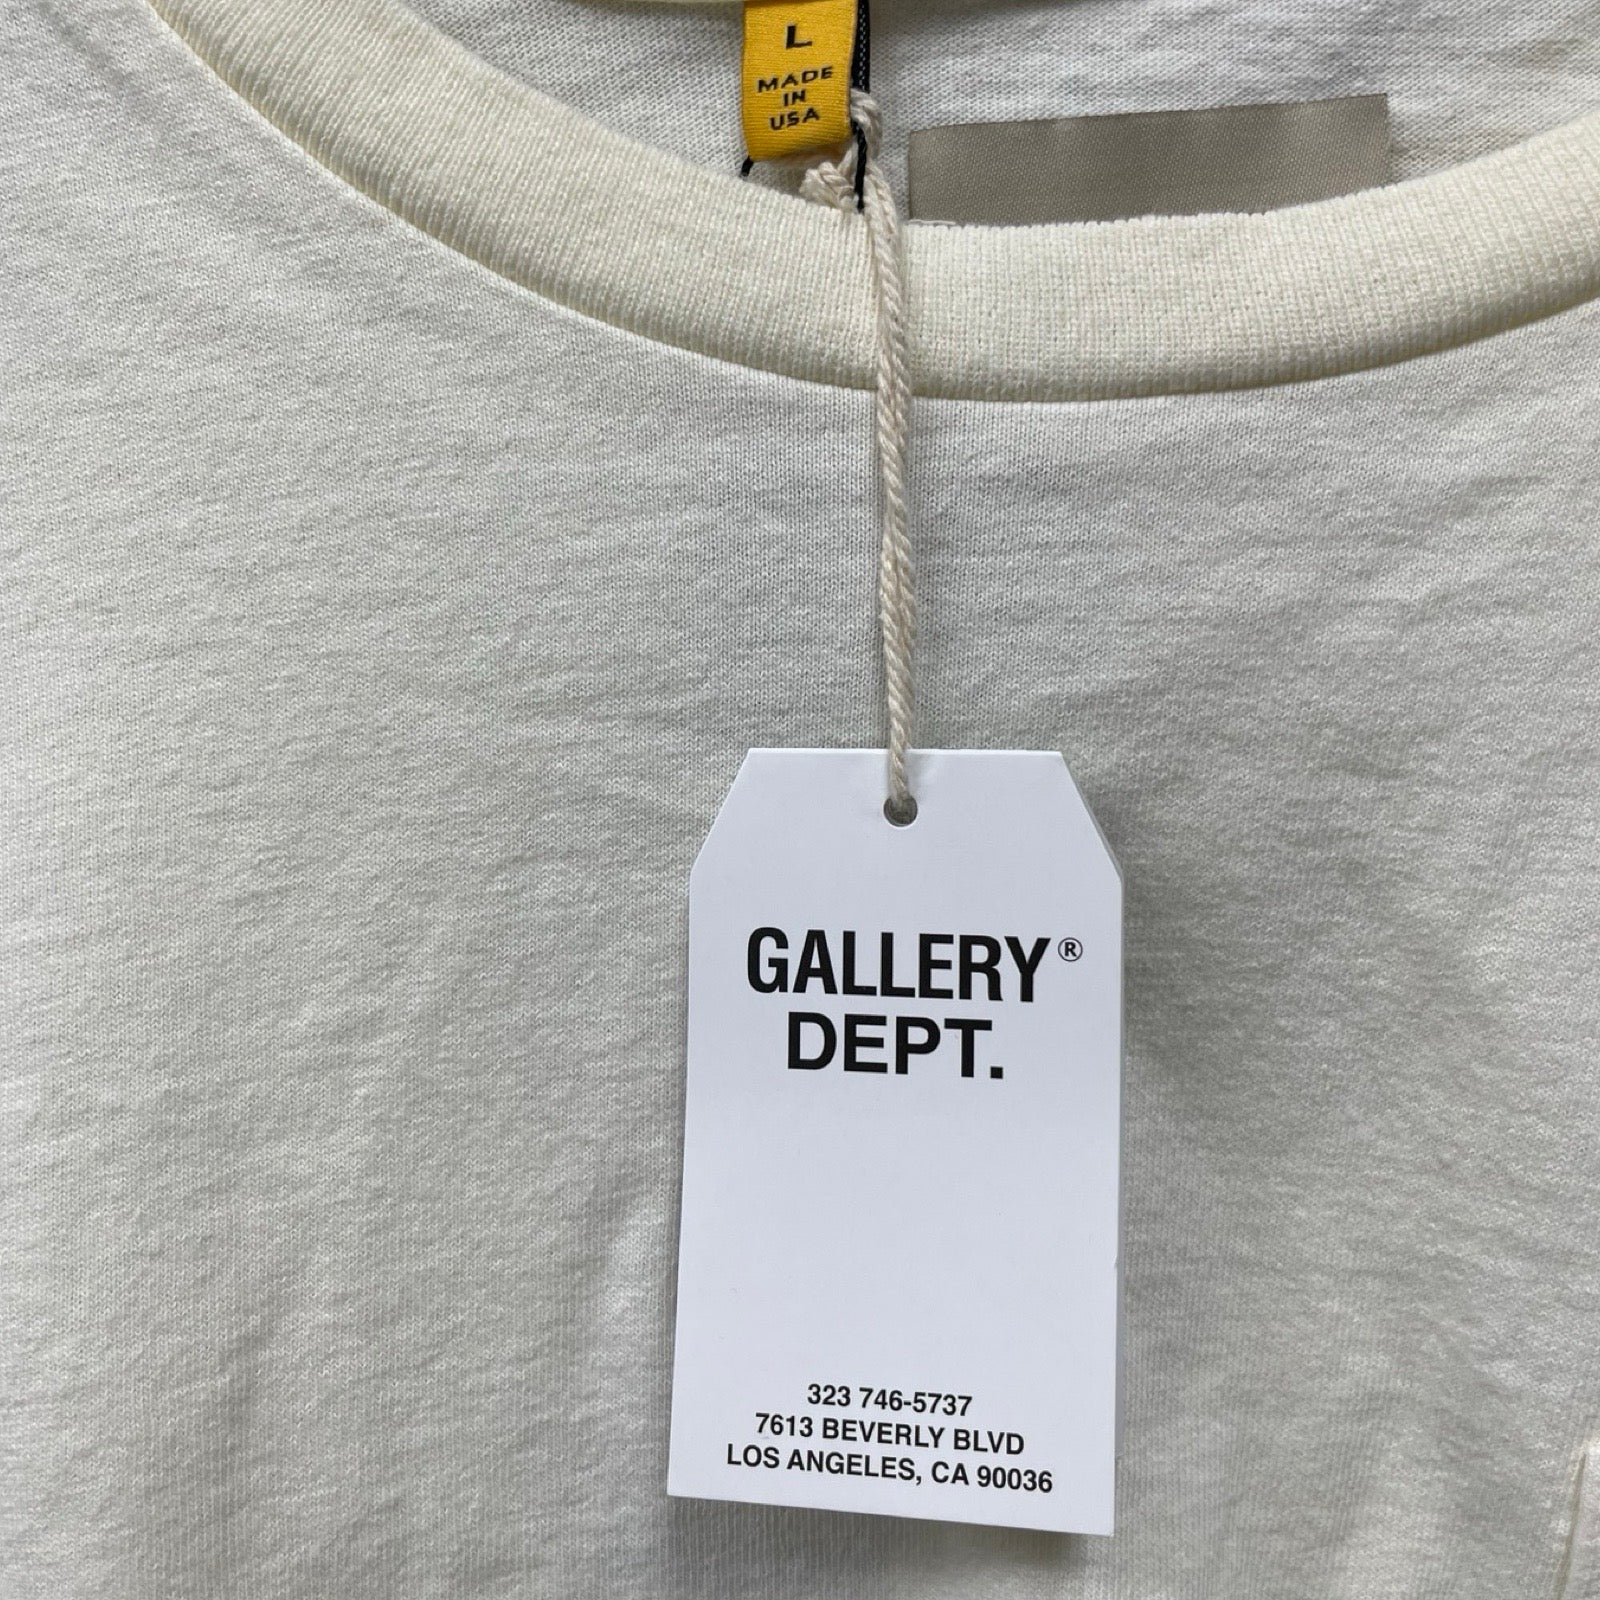 L
MADE
IN
USA
GALLERY®
DEPT.
323 746-5737
7613 BEVERLY BLVD
LOS ANGELES, CA 90036